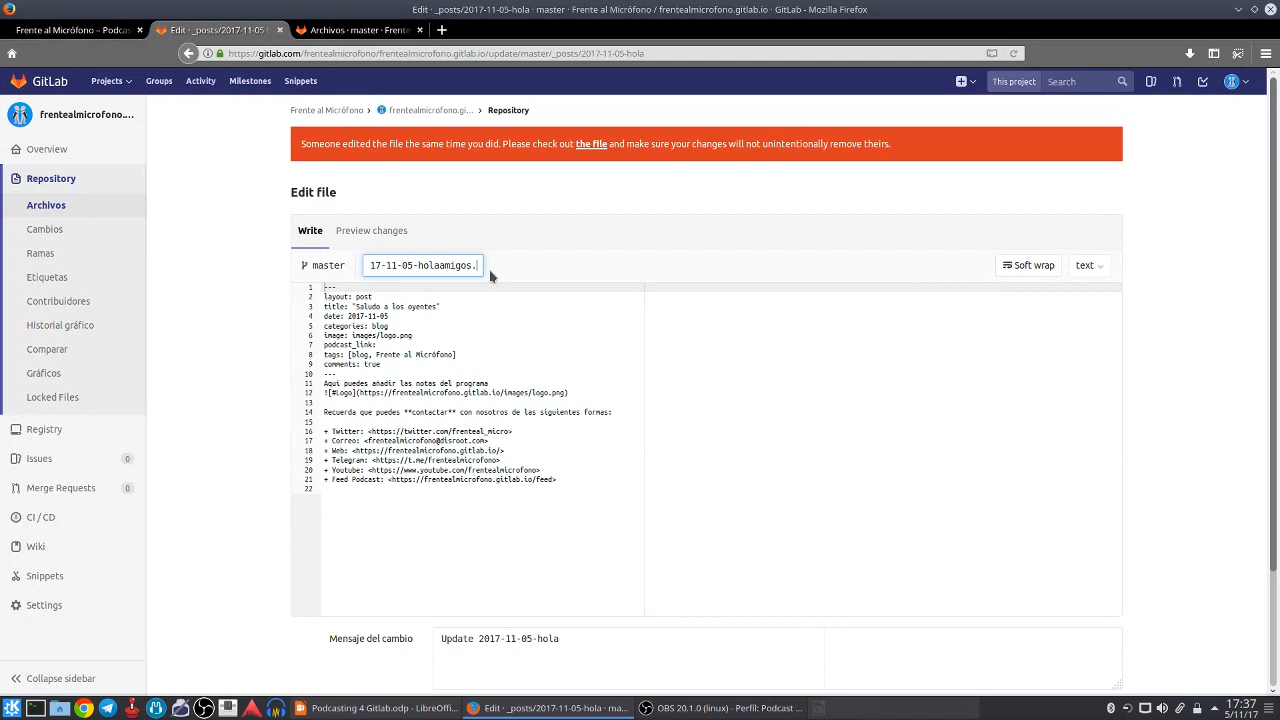 Edit · _posts/2017-11-05-hola · master · Frente al Micrófono / frentealmicrofono.gitlab.io · GitLab - Mozilla Firefox
Frente al Micrófono – Podcas
Edit · _posts/2017-11-05
Archivos · master · Frente
https://gitlab.com/frentealmicrofono/frentealmicrofono.gitlab.io/update/master/_posts/2017-11-05-hola
GitLab
Projects
Groups
Activity
Milestones
Snippets
This project
Search
frentealmicrofono....
Overview
Repository
Archivos
Cambios
Ramas
Etiquetas
Contribuidores
Historial gráfico
Comparar
Gráficos
Locked Files
Registry
Issues 0
Merge Requests 0
CI / CD
Wiki
Snippets
Settings
Collapse sidebar
Frente al Micrófono > frentealmicrofono.gi... > Repository
Someone edited the file the same time you did. Please check out the file and make sure your changes will not unintentionally remove theirs.
Edit file
Write
Preview changes
master
17-11-05-holaamigos.
Soft wrap
text
1 ---
2 layout: post
3 title: "Saludo a los oyentes"
4 date: 2017-11-05
5 categories: blog
6 image: images/logo.png
7 podcast_link:
8 tags: [blog, Frente al Micrófono]
9 comments: true
10 ---
11 Aquí puedes añadir las notas del programa
12 ![#Logo](https://frentealmicrofono.gitlab.io/images/logo.png)
13
14 Recuerda que puedes **contactar** con nosotros de las siguientes formas:
15
16 + Twitter: <https://twitter.com/frenteal_micro>
17 + Correo: <frentealmicrofono@disroot.com>
18 + Web: <https://frentealmicrofono.gitlab.io/>
19 + Telegram: <https://t.me/frentealmicrofono>
20 + Youtube: <https://www.youtube.com/frentealmicrofono>
21 + Feed Podcast: <https://frentealmicrofono.gitlab.io/feed>
22
Mensaje del cambio
Update 2017-11-05-hola
Podcasting 4 Gitlab.odp - LibreOffi...
Edit · _posts/2017-11-05-hola · ma...
OBS 20.1.0 (linux) - Perfil: Podcast ...
17:37
5/11/17